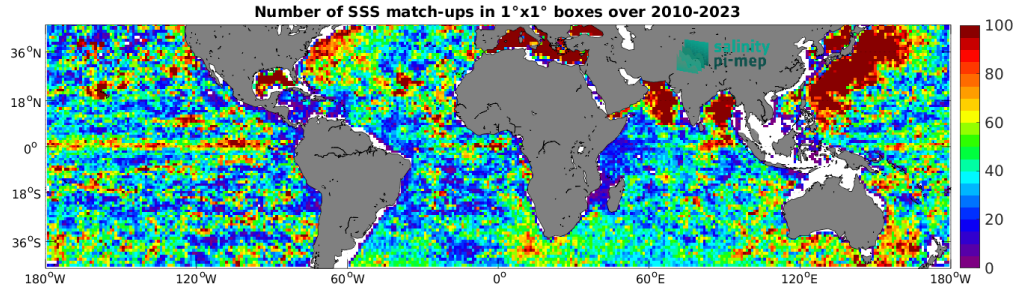 Number of SSS match-ups in 1°x1° boxes over 2010-2023
salinity
pi-mep
36°N
18°N
0°
18°S
36°S
180°W 120°W 60°W 0° 60°E 120°E 180°W
100
80
60
40
20
0